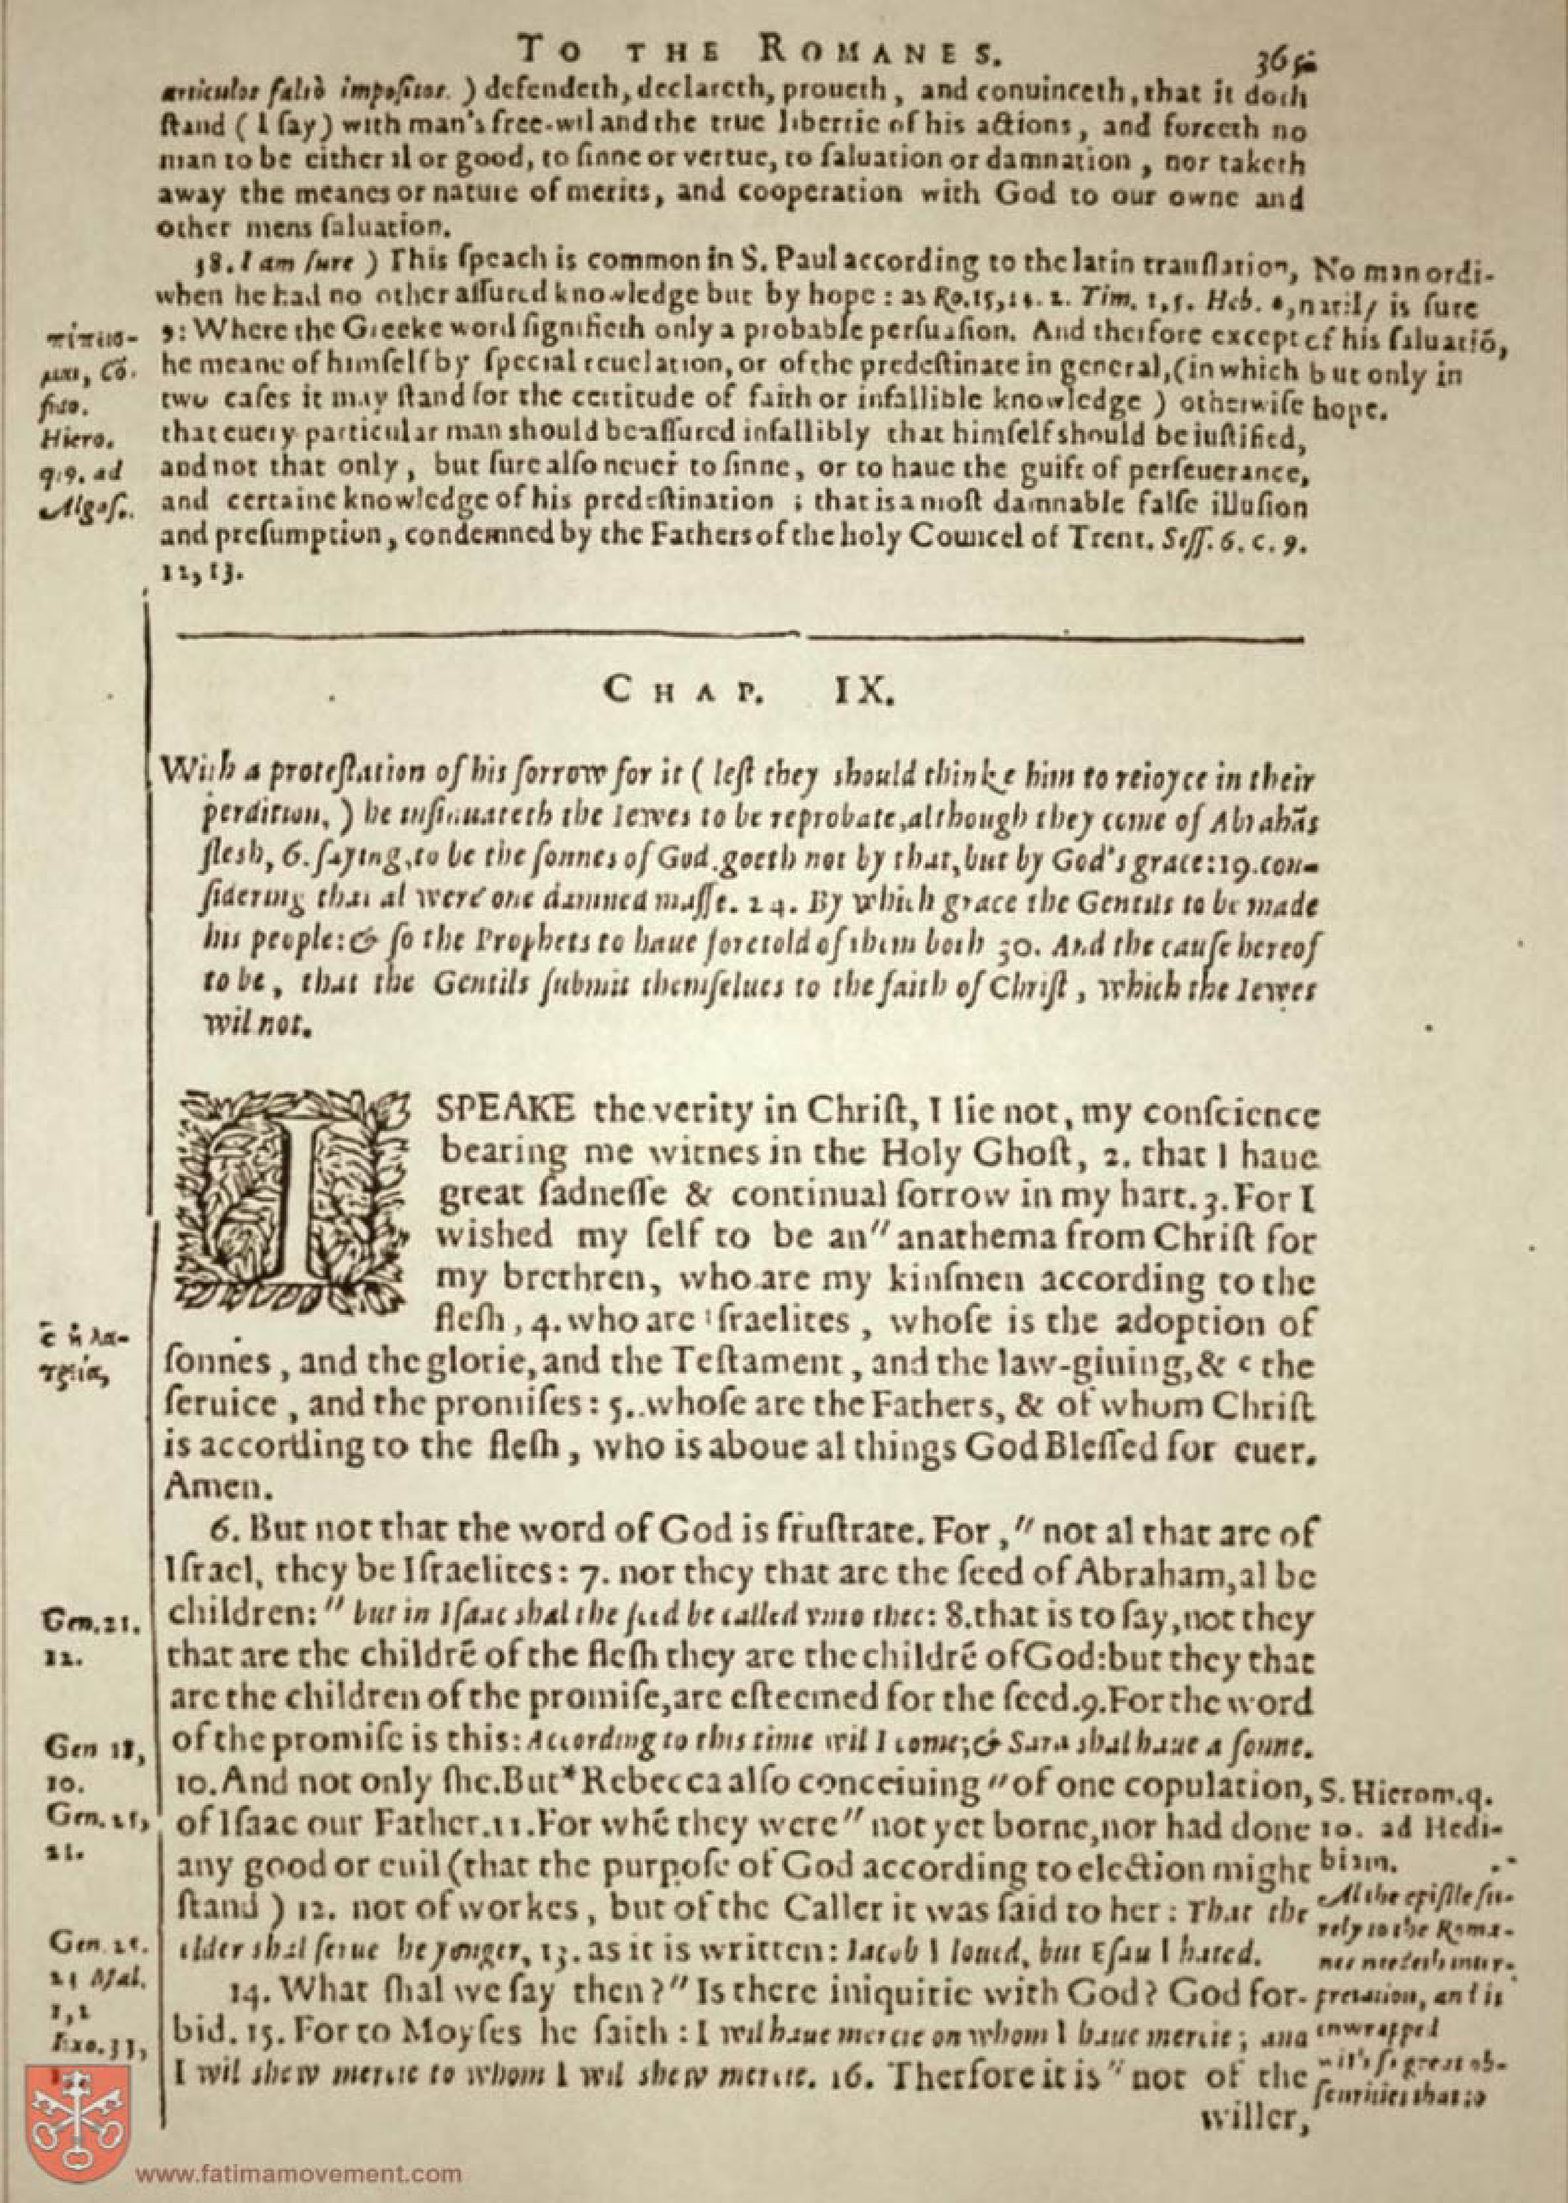 TO THE ROMANES. 365
articulos falsò impositos. ) defendeth, declareth, proueth, and conuinceth, that it doth
ſtand ( I ſay ) with man's free-wil and the true libertie of his actions, and forceth no
man to be either il or good, to ſinne or vertue, to ſaluation or damnation, nor taketh
away the meanes or nature of merits, and cooperation with God to our owne and
other mens ſaluation.
38. I am ſure ) This ſpeach is common in S. Paul according to the latin tranſlation,
when he had no other aſſured knowledge but by hope: as Ro. 15, 14. 2. Tim. 1, 5. Heb. 6,
9: Where the Greeke word ſignifieth only a probable perſuaſion. And therfore except
he meane of himſelf by ſpecial reuelation, or of the predeſtinate in general, (in which
two caſes it may ſtand for the certitude of faith or infallible knowledge ) otherwiſe
that euery particular man should be aſſured infallibly that himſelf should be iuſtified,
and not that only, but ſure alſo neuer to ſinne, or to haue the guift of perſeuerance,
and certaine knowledge of his predeſtination ; that is a moſt damnable falſe illuſion
and preſumption, condemned by the Fathers of the holy Councel of Trent. Seſſ. 6. c. 9.
12, 13.
No man ordi-
narily is ſure
of his ſaluatiō,
but only in
hope.
πέπεισ-
μαι, Cō-
fido.
Hiero.
q. 9. ad
Algaſ.
CHAP. IX.
With a proteſtation of his ſorrow for it ( leſt they should thinke him to reioyce in their
perdition, ) he inſinuateth the Iewes to be reprobate, although they come of Abrahās
flesh, 6. ſaying, to be the ſonnes of God. goeth not by that, but by God's grace: 19. con-
ſidering that al were one damned maſſe. 24. By which grace the Gentils to be made
his people: & ſo the Prophets to haue foretold of them both 30. And the cauſe hereof
to be, that the Gentils ſubmit themſelues to the faith of Chriſt, which the Iewes
wil not.
I SPEAKE the verity in Chriſt, I lie not, my conſcience
bearing me witnes in the Holy Ghoſt, 2. that I haue
great ſadneſſe & continual ſorrow in my hart. 3. For I
wished my ſelf to be an" anathema from Chriſt for
my brethren, who are my kinſmen according to the
fleſh, 4. who are Iſraelites, whoſe is the adoption of
ſonnes, and the glorie, and the Teſtament, and the law-giuing, & c the
ſeruice, and the promiſes: 5. whoſe are the Fathers, & of whom Chriſt
is according to the fleſh, who is aboue al things God Bleſſed for euer.
Amen.
c ἡ λα-
τρεία,
6. But not that the word of God is fruſtrate. For, " not al that are of
Iſrael, they be Iſraelites: 7. nor they that are the ſeed of Abraham, al be
children: " but in Iſaac shal the ſeed be called vnto thee: 8. that is to ſay, not they
that are the childrē of the fleſh they are the childrē of God: but they that
are the children of the promiſe, are eſteemed for the ſeed. 9. For the word
of the promiſe is this: According to this time wil I come; & Sara shal haue a ſonne.
10. And not only ſhe. But * Rebecca alſo conceiuing " of one copulation,
of Iſaac our Father. 11. For whē they were " not yet borne, nor had done
any good or euil (that the purpoſe of God according to election might
ſtand ) 12. not of workes, but of the Caller it was ſaid to her: That the
elder shal ſerue the yonger, 13. as it is written: Iacob I loued, but Eſau I hated.
14. What ſhal we ſay then? " Is there iniquitie with God? God for-
bid. 15. For to Moyſes he ſaith: I wil haue mercie on whom I haue mercie; and
I wil shew mercie to whom I wil shew mercie. 16. Therfore it is " not of the
willer,
Gen. 21.
12.
Gen 18,
10.
Gen. 25,
21.
Gen. 25.
23 Mal.
1, 2
Exo. 33,
S. Hierom. q.
10. ad Hedi-
biam.
Al the epiſtle ſu-
rely to the Roma-
nes needeth inter-
pretation, and is
enwrapped
with ſo great ob-
ſcurities that to
www.fatimamovement.com